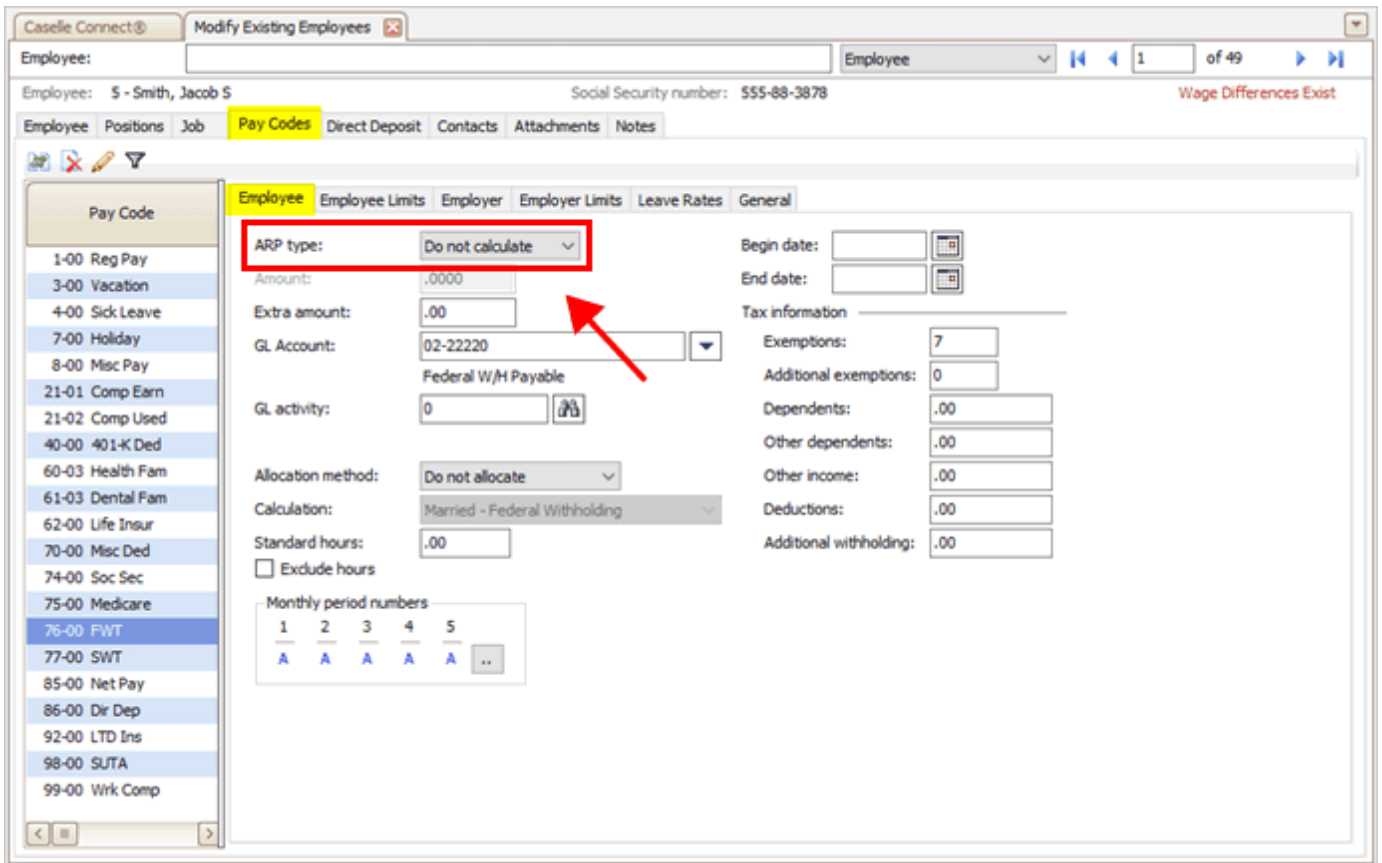 Caselle Connect® Modify Existing Employees
Employee: Employee 1 of 49
Employee: 5 - Smith, Jacob S Social Security number: 555-88-3878 Wage Differences Exist
Employee Positions Job Pay Codes Direct Deposit Contacts Attachments Notes
Pay Code
1-00 Reg Pay
3-00 Vacation
4-00 Sick Leave
7-00 Holiday
8-00 Misc Pay
21-01 Comp Earn
21-02 Comp Used
40-00 401-K Ded
60-03 Health Fam
61-03 Dental Fam
62-00 Life Insur
70-00 Misc Ded
74-00 Soc Sec
75-00 Medicare
76-00 FWT
77-00 SWT
85-00 Net Pay
86-00 Dir Dep
92-00 LTD Ins
98-00 SUTA
99-00 Wrk Comp
Employee Employee Limits Employer Employer Limits Leave Rates General
ARP type: Do not calculate
Amount: .0000
Extra amount: .00
GL Account: 02-22220
Federal W/H Payable
GL activity: 0
Allocation method: Do not allocate
Calculation: Married - Federal Withholding
Standard hours: .00
Exclude hours
Monthly period numbers
1 2 3 4 5
A A A A A ..
Begin date:
End date:
Tax information
Exemptions: 7
Additional exemptions: 0
Dependents: .00
Other dependents: .00
Other income: .00
Deductions: .00
Additional withholding: .00